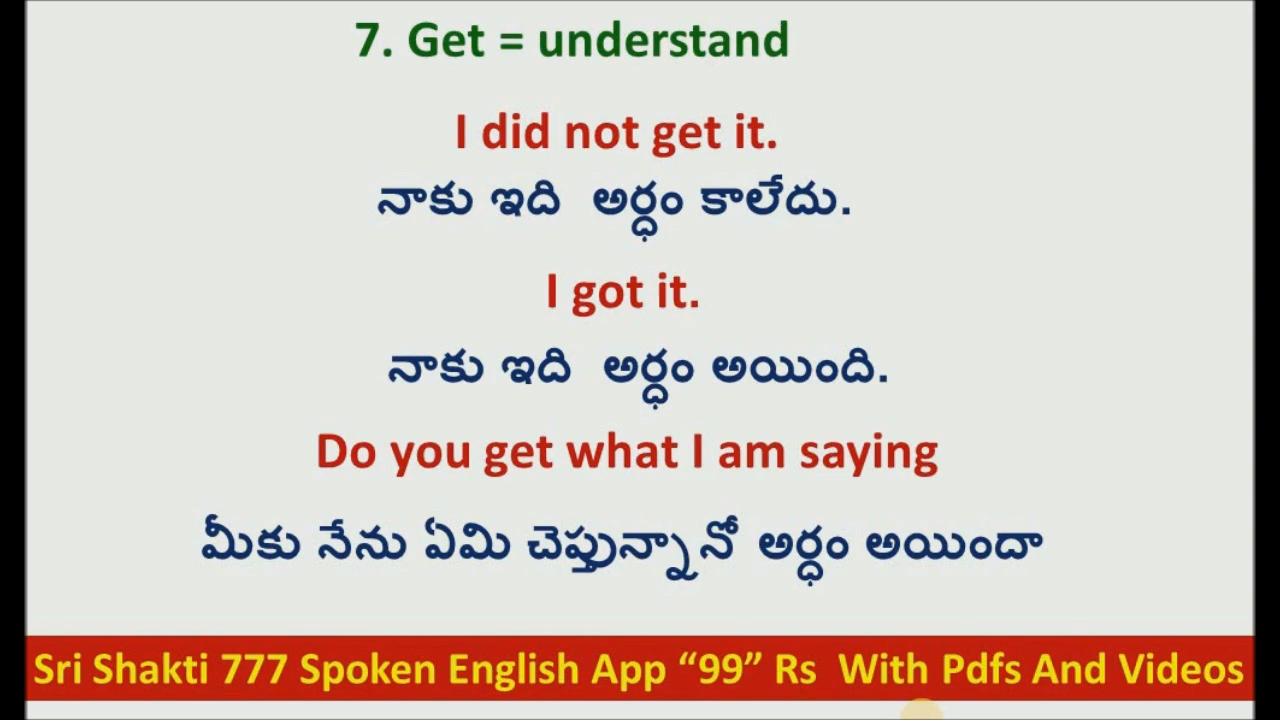 7. Get = understand
I did not get it.
నాకు ఇది అర్ధం కాలేదు.
I got it.
నాకు ఇది అర్ధం అయింది.
Do you get what I am saying
మీకు నేను ఏమి చెప్తున్నానో అర్ధం అయిందా
Sri Shakti 777 Spoken English App “99” Rs With Pdfs And Videos